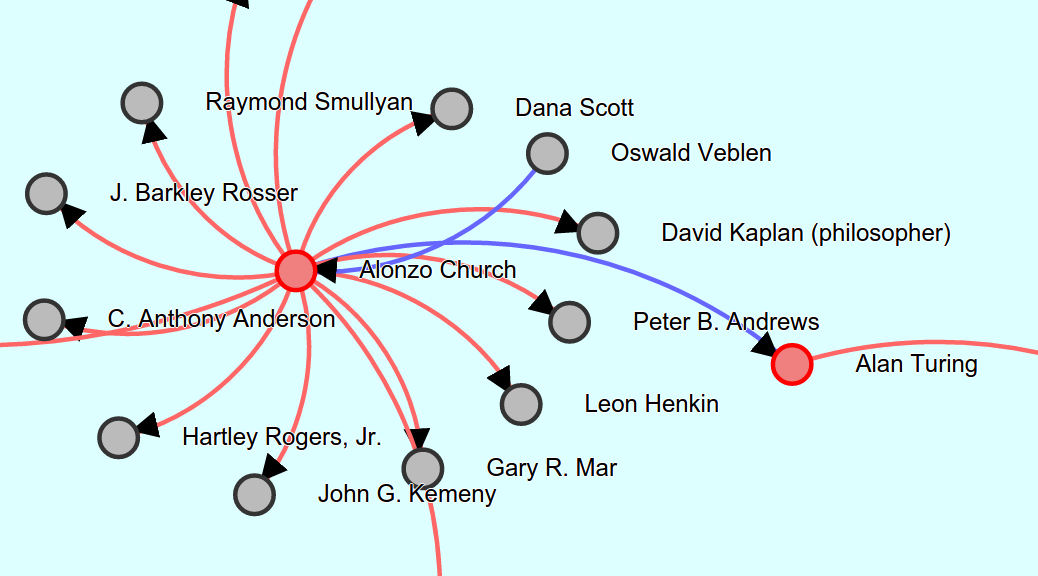 Raymond Smullyan
Dana Scott
Oswald Veblen
J. Barkley Rosser
David Kaplan (philosopher)
Alonzo Church
C. Anthony Anderson
Peter B. Andrews
Alan Turing
Leon Henkin
Hartley Rogers, Jr.
Gary R. Mar
John G. Kemeny